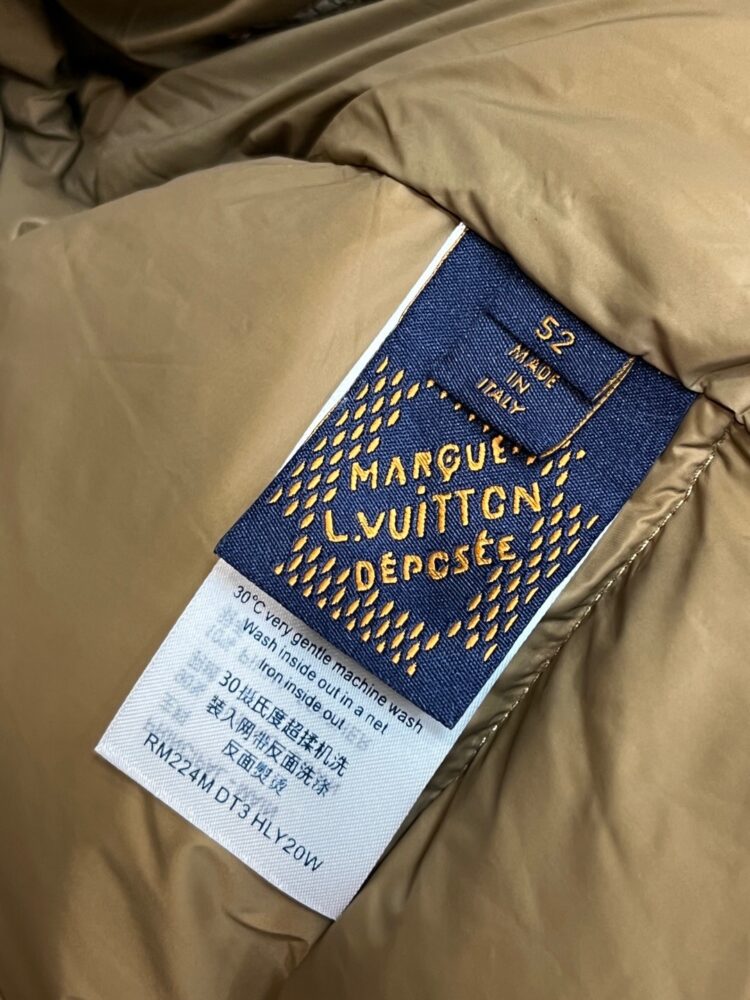 52
MADE
IN
ITALY
MARQUE
L.VUITTON
DÉPOSÉE
30°C very gentle machine wash
Wash inside out in a net
Iron inside out
30摄氏度超揉机洗
装入网带反面洗涤
反面熨烫
RM224M DT3 HLY20W